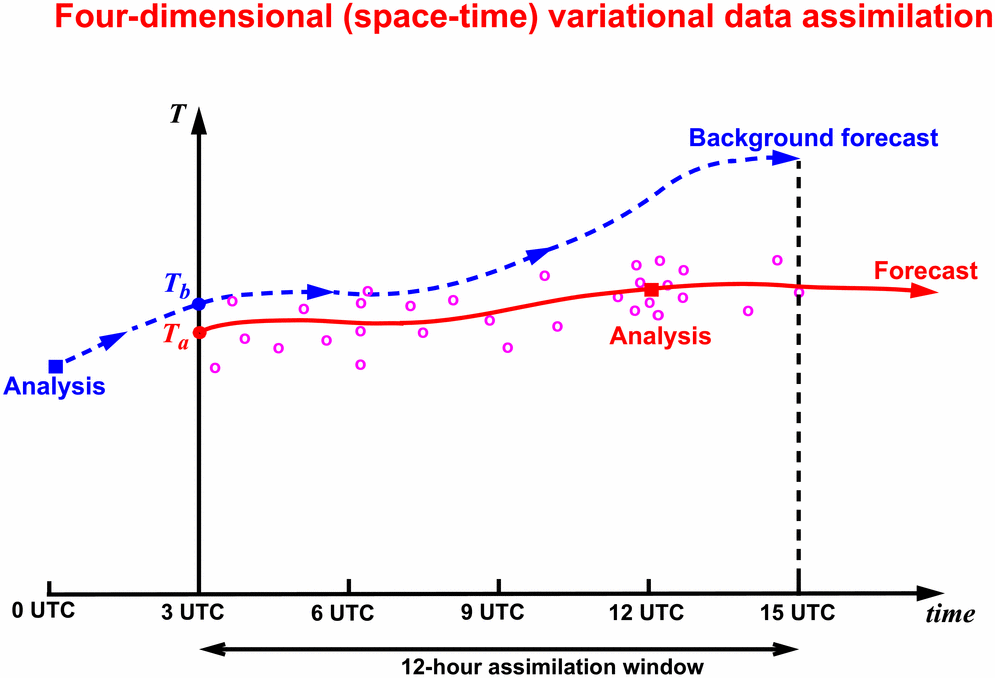 Four-dimensional (space-time) variational data assimilation
T
Background forecast
Tb
Forecast
Ta
Analysis
Analysis
0 UTC
3 UTC
6 UTC
9 UTC
12 UTC
15 UTC
time
12-hour assimilation window